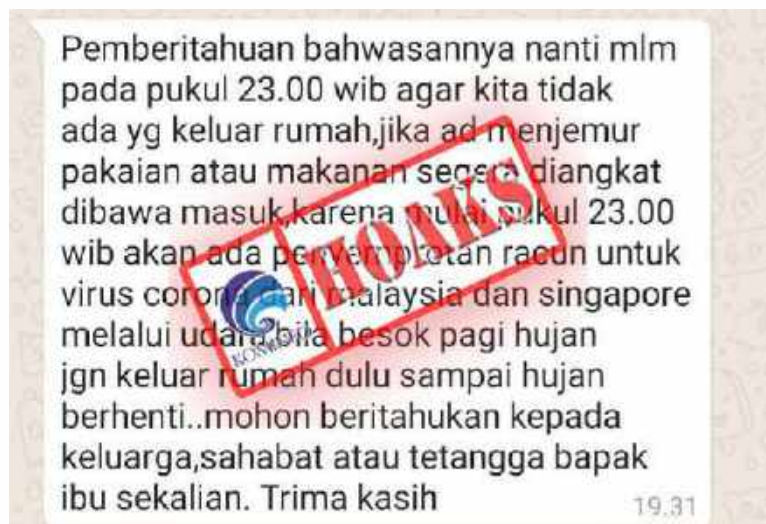 Pemberitahuan bahwasannya nanti mlm
pada pukul 23.00 wib agar kita tidak
ada yg keluar rumah,jika ad menjemur
pakaian atau makanan segera diangkat
dibawa masuk,karena mulai pukul 23.00
wib akan ada penyemprotan racun untuk
virus corona dari malaysia dan singapore
melalui udara,bila besok pagi hujan
jgn keluar rumah dulu sampai hujan
berhenti..mohon beritahukan kepada
keluarga,sahabat atau tetangga bapak
ibu sekalian. Trima kasih
19.31
HOAKS
KOMINFO